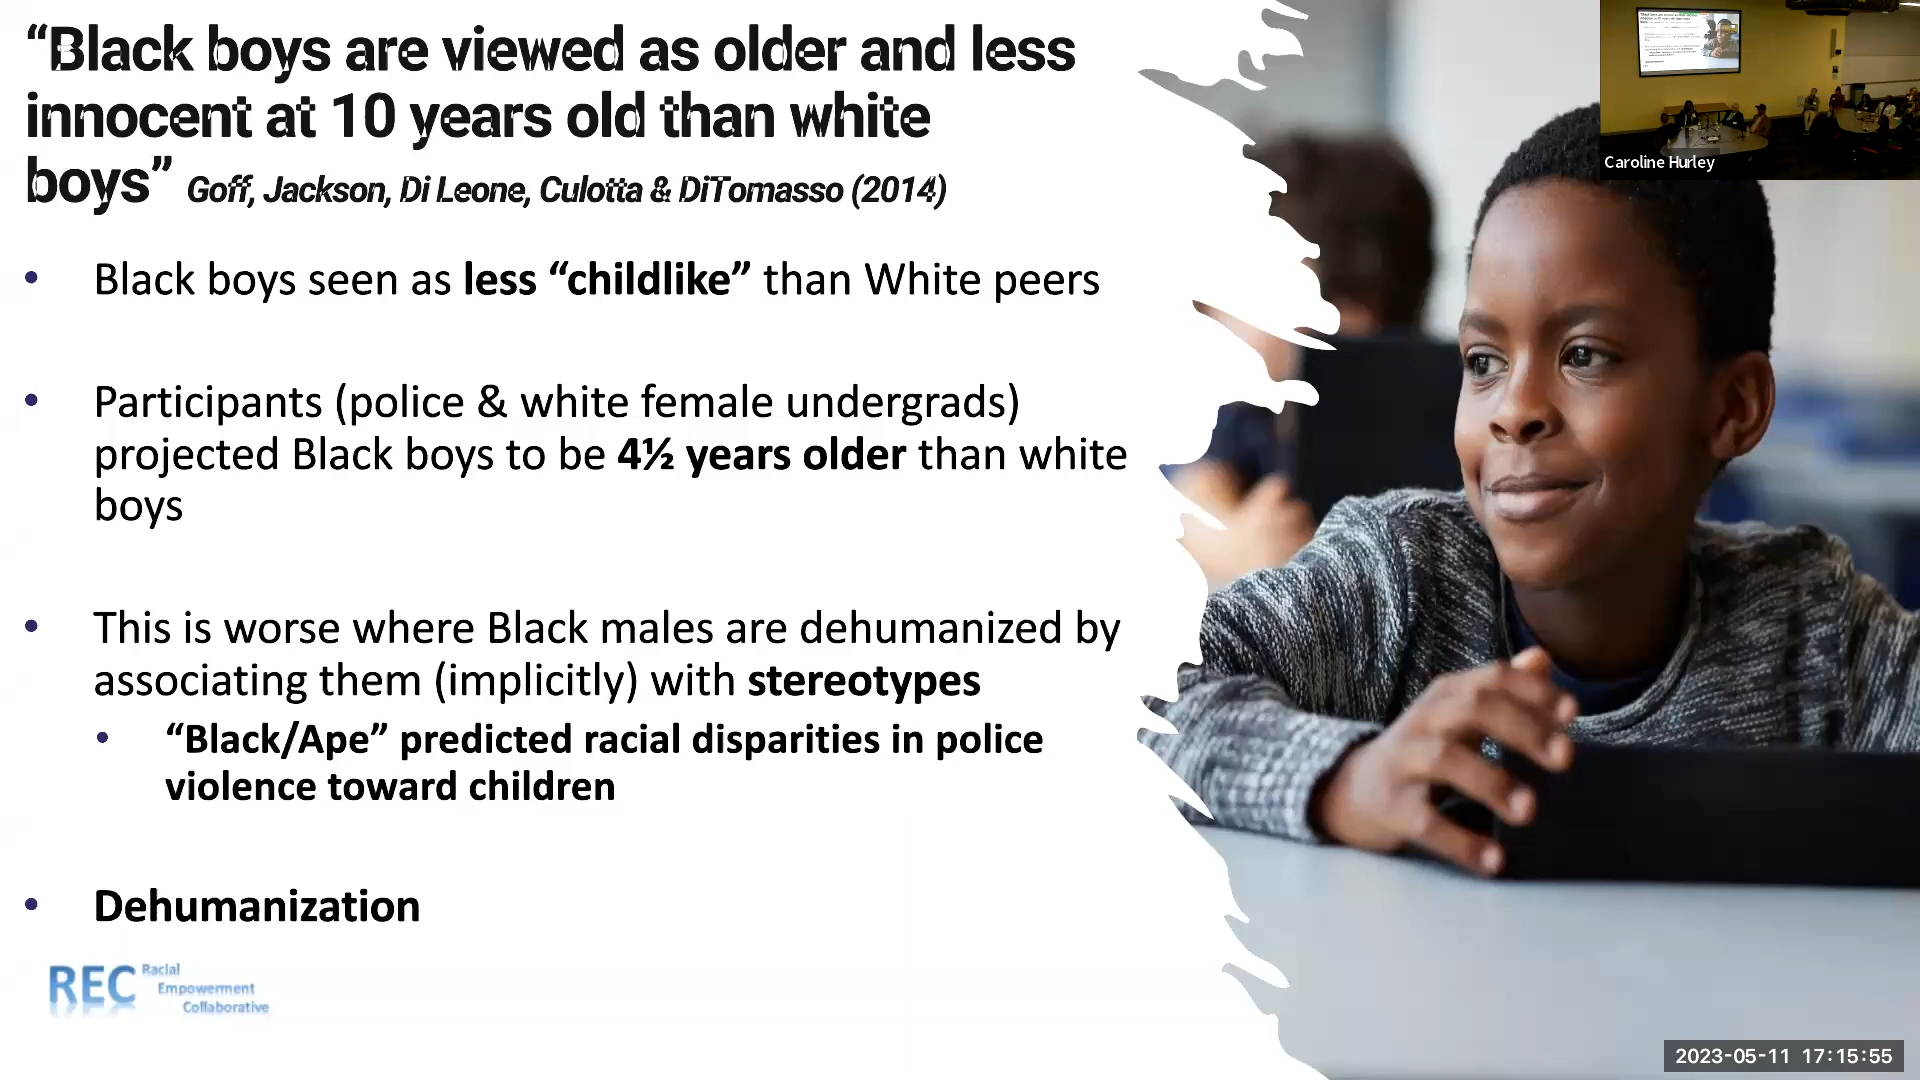 “Black boys are viewed as older and less
innocent at 10 years old than white
boys” Goff, Jackson, Di Leone, Culotta & DiTomasso (2014)
• Black boys seen as less “childlike” than White peers
• Participants (police & white female undergrads)
projected Black boys to be 4½ years older than white
boys
• This is worse where Black males are dehumanized by
associating them (implicitly) with stereotypes
• “Black/Ape” predicted racial disparities in police
violence toward children
• Dehumanization
REC Racial
Empowerment
Collaborative
Caroline Hurley
2023-05-11 17:15:55